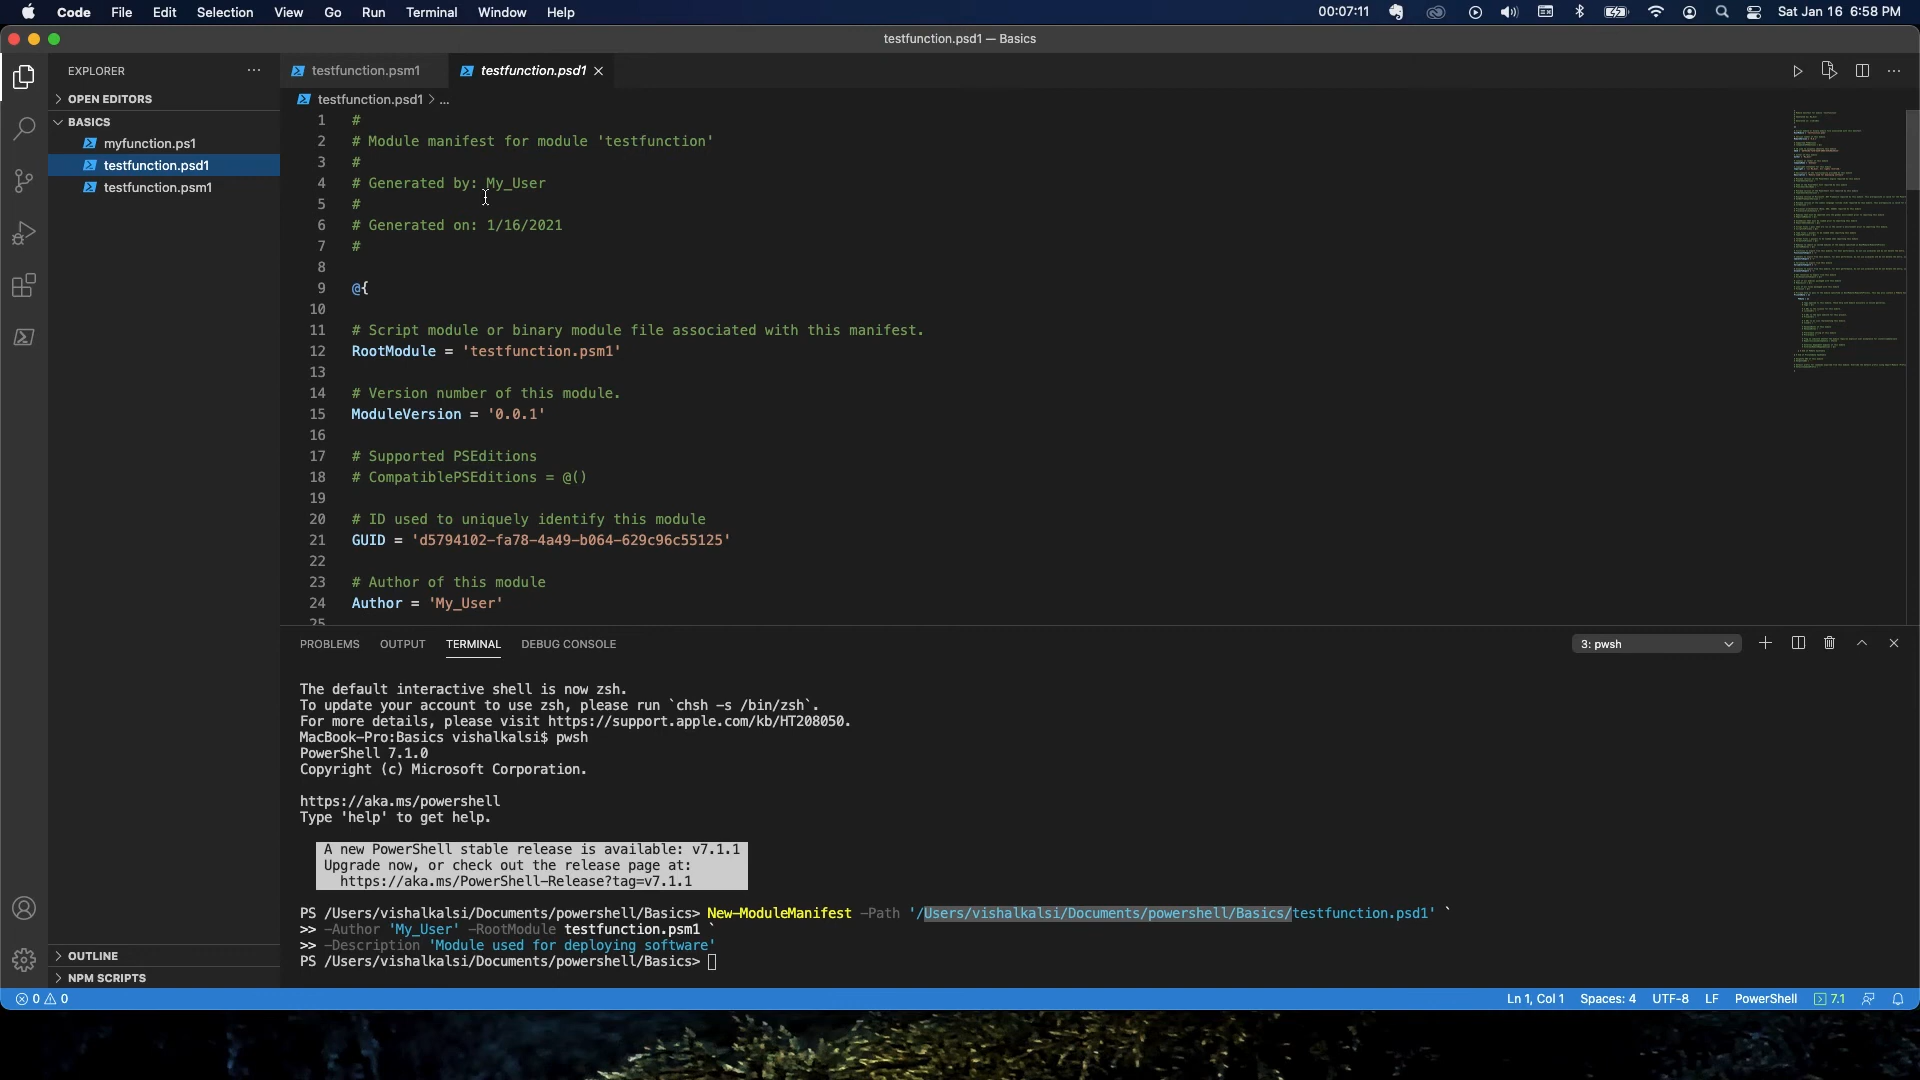 Code File Edit Selection View Go Run Terminal Window Help 00:07:11 Sat Jan 16 6:58 PM
testfunction.psd1 — Basics
EXPLORER
OPEN EDITORS
BASICS
myfunction.ps1
testfunction.psd1
testfunction.psm1
OUTLINE
NPM SCRIPTS
testfunction.psm1 testfunction.psd1
testfunction.psd1 > ...
1 #
2 # Module manifest for module 'testfunction'
3 #
4 # Generated by: My_User
5 #
6 # Generated on: 1/16/2021
7 #
8
9 @{
10
11 # Script module or binary module file associated with this manifest.
12 RootModule = 'testfunction.psm1'
13
14 # Version number of this module.
15 ModuleVersion = '0.0.1'
16
17 # Supported PSEditions
18 # CompatiblePSEditions = @()
19
20 # ID used to uniquely identify this module
21 GUID = 'd5794102-fa78-4a49-b064-629c96c55125'
22
23 # Author of this module
24 Author = 'My_User'
25
PROBLEMS OUTPUT TERMINAL DEBUG CONSOLE 3: pwsh
The default interactive shell is now zsh.
To update your account to use zsh, please run `chsh -s /bin/zsh`.
For more details, please visit https://support.apple.com/kb/HT208050.
MacBook-Pro:Basics vishalkalsi$ pwsh
PowerShell 7.1.0
Copyright (c) Microsoft Corporation.
https://aka.ms/powershell
Type 'help' to get help.
A new PowerShell stable release is available: v7.1.1
Upgrade now, or check out the release page at:
https://aka.ms/PowerShell-Release?tag=v7.1.1
PS /Users/vishalkalsi/Documents/powershell/Basics> New-ModuleManifest -Path '/Users/vishalkalsi/Documents/powershell/Basics/testfunction.psd1' `
>> -Author 'My_User' -RootModule testfunction.psm1 `
>> -Description 'Module used for deploying software'
PS /Users/vishalkalsi/Documents/powershell/Basics>
0 0 Ln 1, Col 1 Spaces: 4 UTF-8 LF PowerShell 7.1